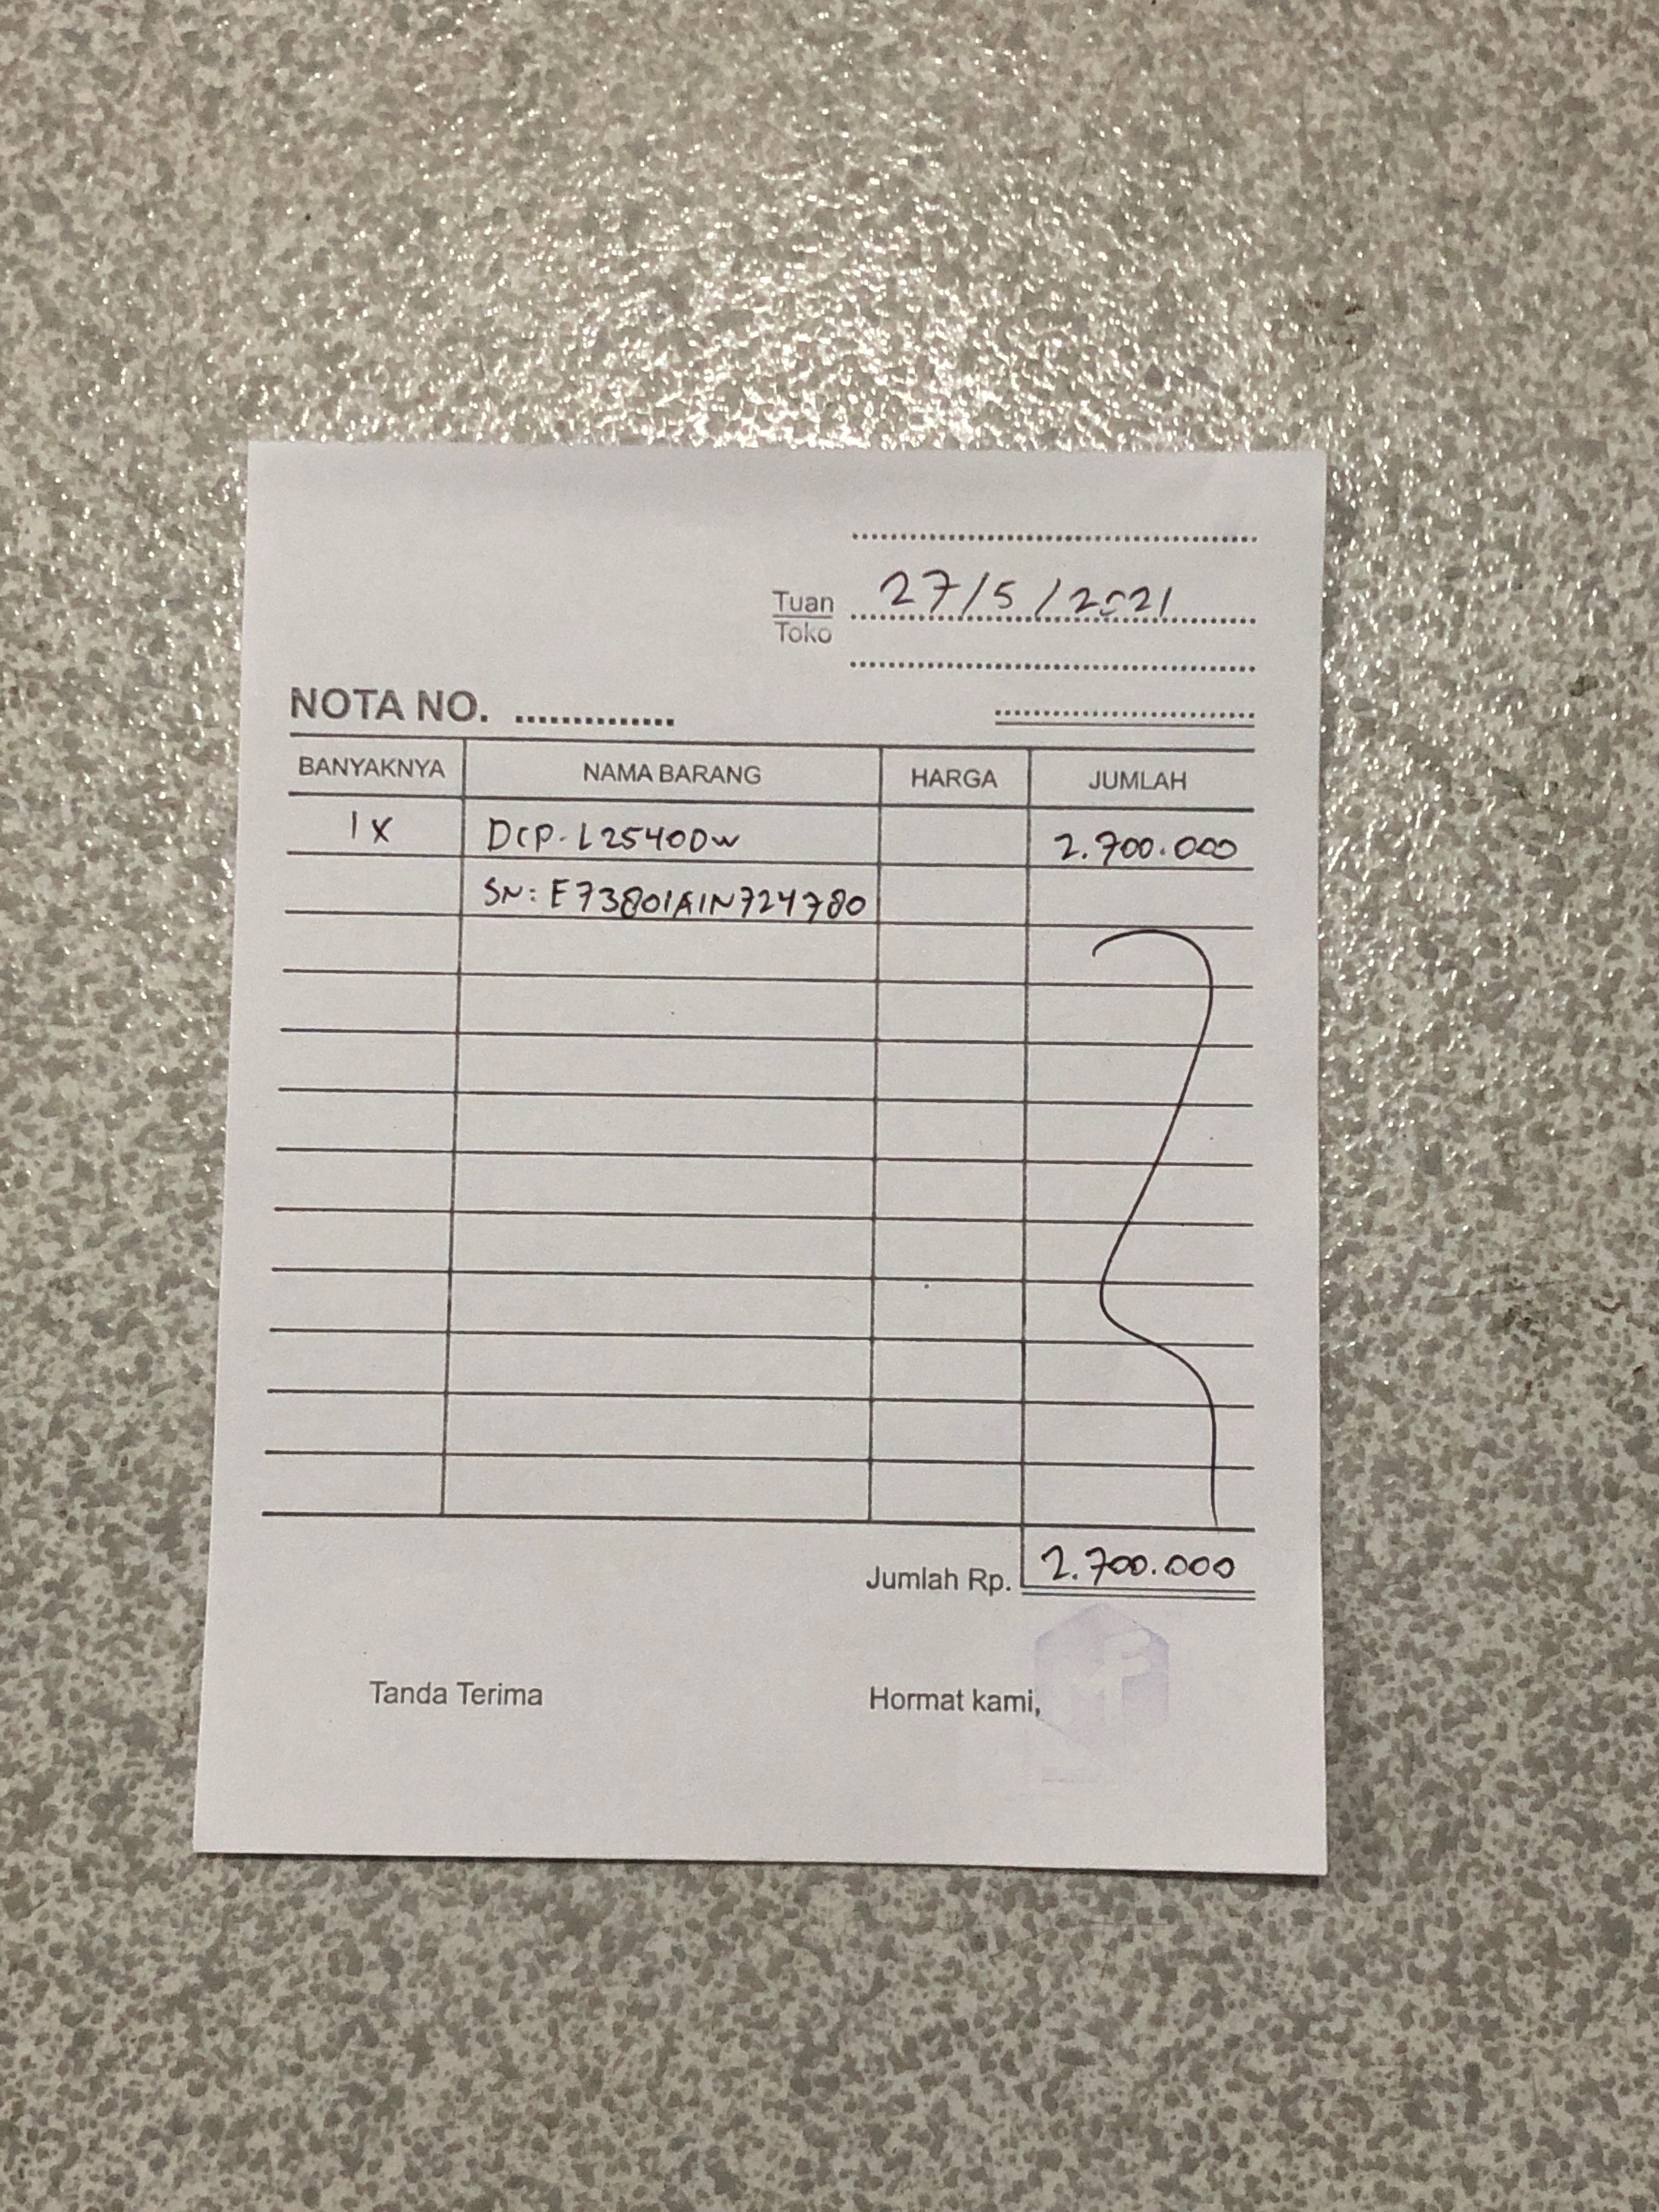 27/5/2021
Tuan
Toko
NOTA NO.
BANYAKNYA NAMA BARANG HARGA JUMLAH
1X DCP-L2540DW 2.700.000
SN: E73801A1N724780
Jumlah Rp. 2.700.000
Tanda Terima Hormat kami,
Mf